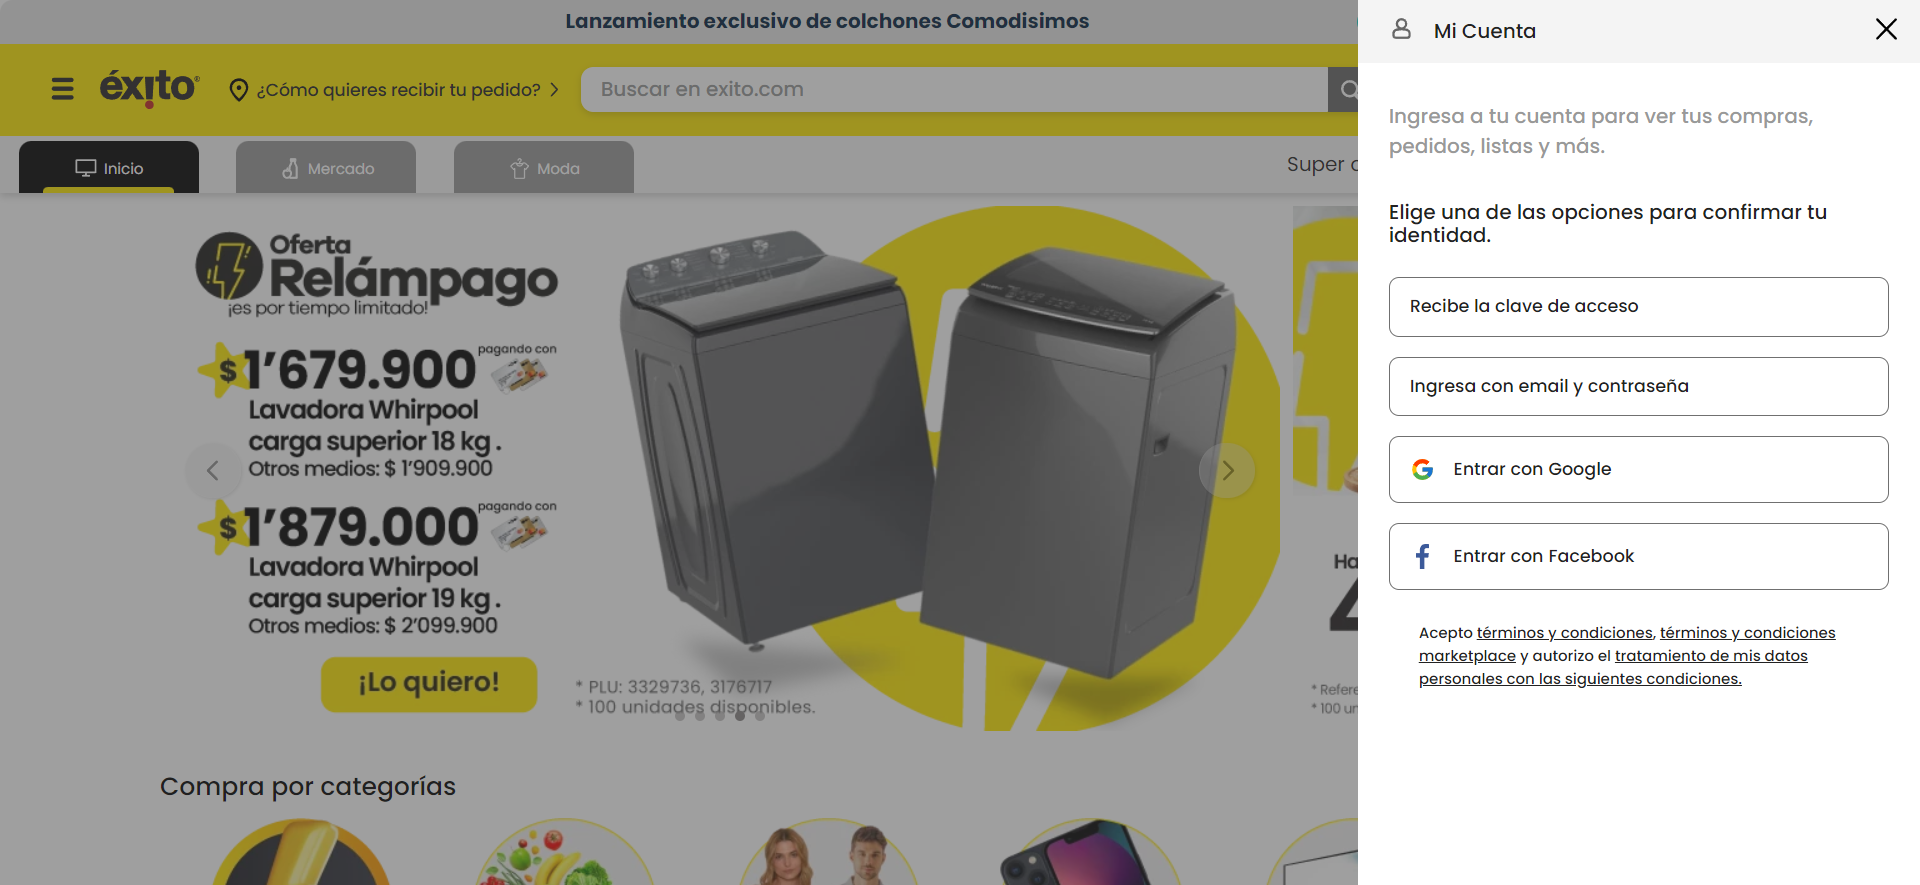 Lanzamiento exclusivo de colchones Comodisimos
éxito
¿Cómo quieres recibir tu pedido?
Buscar en exito.com
Inicio
Mercado
Moda
Super
Oferta
Relámpago
¡es por tiempo limitado!
$ 1'679.900 pagando con
Lavadora Whirpool
carga superior 18 kg .
Otros medios: $ 1'909.900
$ 1'879.000 pagando con
Lavadora Whirpool
carga superior 19 kg .
Otros medios: $ 2'099.900
¡Lo quiero!
* PLU: 3329736, 3176717
* 100 unidades disponibles.
Compra por categorías
Mi Cuenta
Ingresa a tu cuenta para ver tus compras,
pedidos, listas y más.
Elige una de las opciones para confirmar tu
identidad.
Recibe la clave de acceso
Ingresa con email y contraseña
Entrar con Google
Entrar con Facebook
Acepto términos y condiciones, términos y condiciones
marketplace y autorizo el tratamiento de mis datos
personales con las siguientes condiciones.